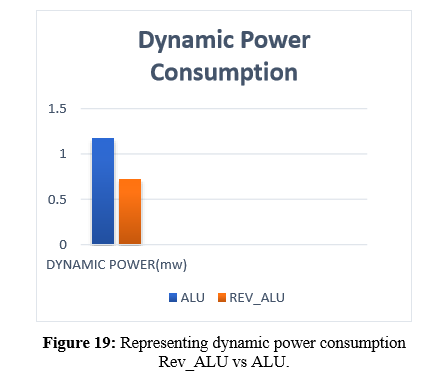 Dynamic Power
Consumption
1.5
1
0.5
0
DYNAMIC POWER(mw)
ALU REV_ALU
Figure 19: Representing dynamic power consumption
Rev_ALU vs ALU.